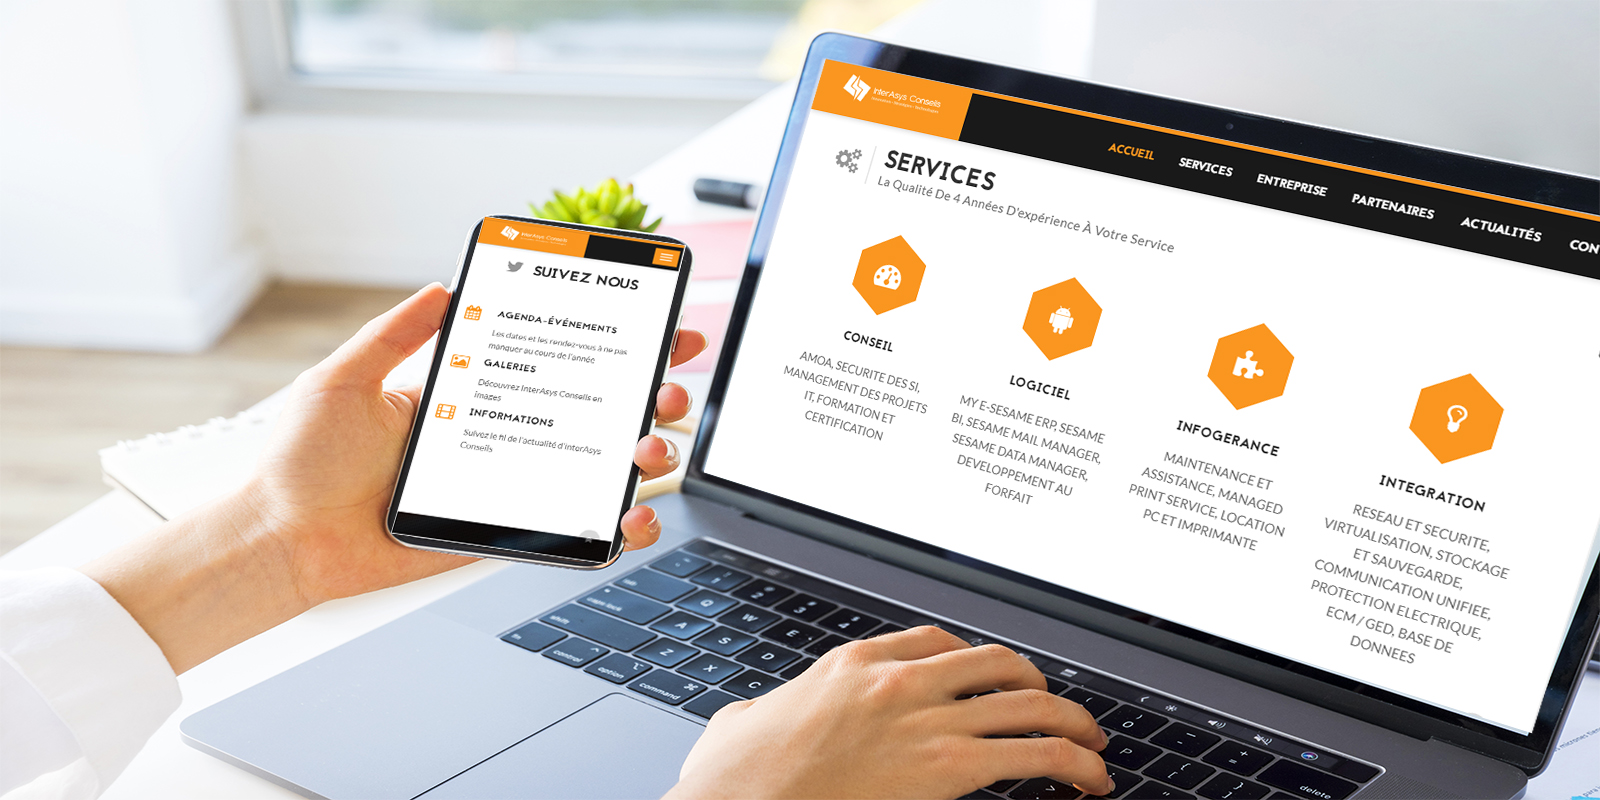 InterAsys Conseils
SUIVEZ NOUS
AGENDA-ÉVÉNEMENTS
Les dates et les rendez-vous à ne pas
manquer au cours de l'année
GALERIES
Découvrez InterAsys Conseils en
images
INFORMATIONS
Suivez le fil de l'actualité d'InterAsys
Conseils
InterAsys Conseils
ACCUEIL SERVICES ENTREPRISE PARTENAIRES ACTUALITÉS CON
SERVICES
La Qualité De 4 Années D'expérience À Votre Service
CONSEIL
AMOA, SECURITE DES SI,
MANAGEMENT DES PROJETS
IT, FORMATION ET
CERTIFICATION
LOGICIEL
MY E-SESAME ERP, SESAME
BI, SESAME MAIL MANAGER,
SESAME DATA MANAGER,
DEVELOPPEMENT AU
FORFAIT
INFOGERANCE
MAINTENANCE ET
ASSISTANCE, MANAGED
PRINT SERVICE, LOCATION
PC ET IMPRIMANTE
INTEGRATION
RESEAU ET SECURITE,
VIRTUALISATION, STOCKAGE
ET SAUVEGARDE,
COMMUNICATION UNIFIEE,
PROTECTION ELECTRIQUE,
ECM / GED, BASE DE
DONNEES
1 2 3
Q W E
caps lock A S D
shift Z X C
fn control option command
P
delete